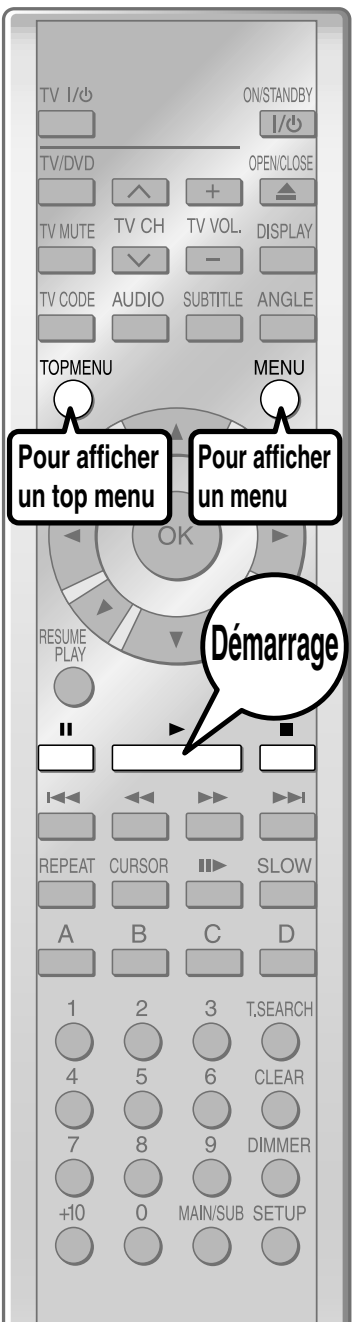 TV I/⏻ ON/STANDBY
I/⏻
TV/DVD OPEN/CLOSE
+
TV MUTE TV CH TV VOL. DISPLAY
−
TV CODE AUDIO SUBTITLE ANGLE
TOPMENU MENU
Pour afficher
un top menu
Pour afficher
un menu
OK
Démarrage
RESUME
PLAY
REPEAT CURSOR SLOW
A B C D
1 2 3 T.SEARCH
4 5 6 CLEAR
7 8 9 DIMMER
+10 0 MAIN/SUB SETUP